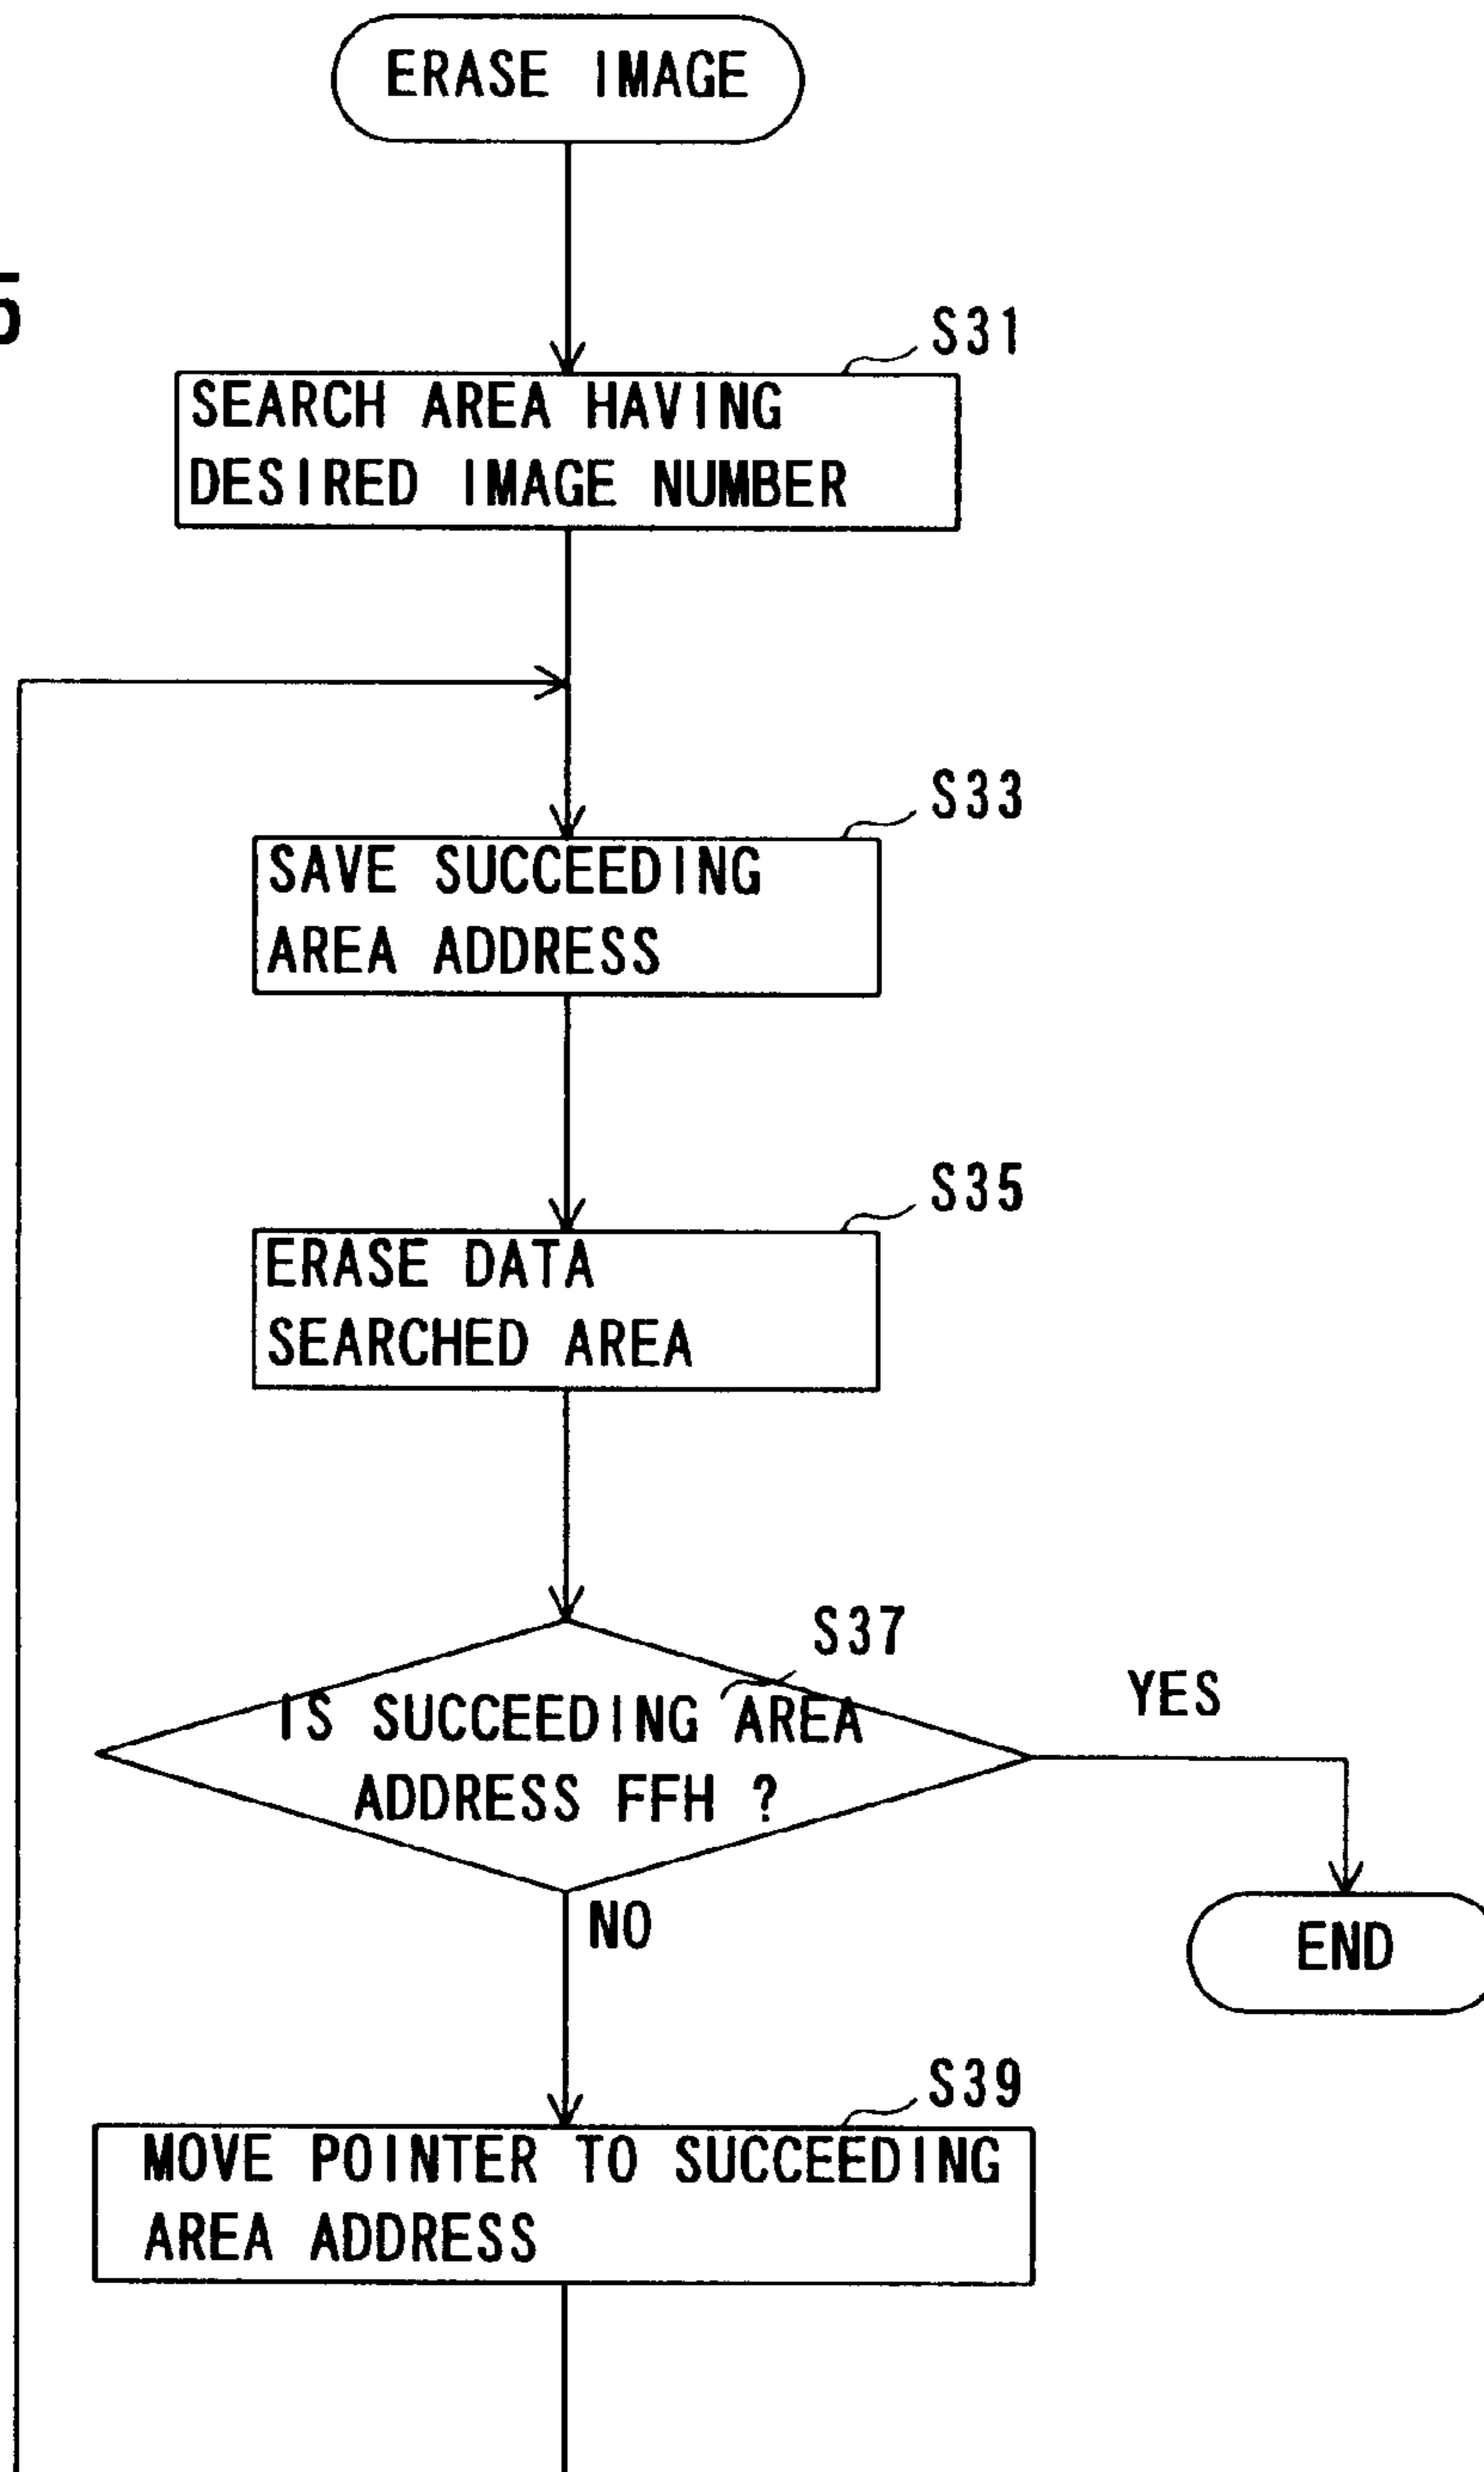 ERASE IMAGE
5
S31
SEARCH AREA HAVING
DESIRED IMAGE NUMBER
S33
SAVE SUCCEEDING
AREA ADDRESS
S35
ERASE DATA
SEARCHED AREA
S37
IS SUCCEEDING AREA
ADDRESS FFH ?
YES
NO
END
S39
MOVE POINTER TO SUCCEEDING
AREA ADDRESS